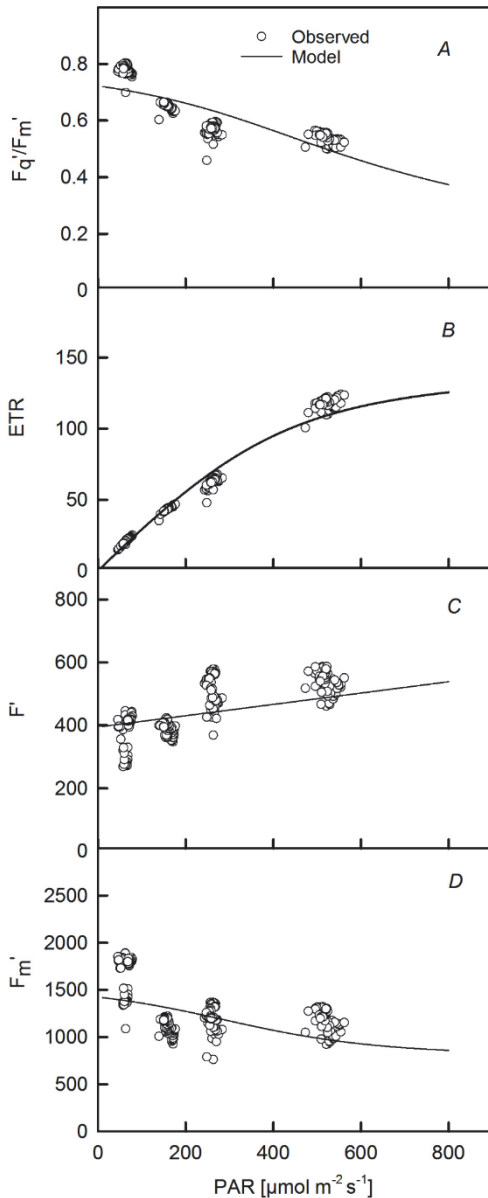 ○ Observed
— Model
A
0.8
0.6
0.4
0.2
0
Fq'/Fm'
B
150
100
50
0
ETR
C
800
600
400
200
0
F'
D
2500
2000
1500
1000
500
0
Fm'
0 200 400 600 800
PAR [µmol m⁻² s⁻¹]